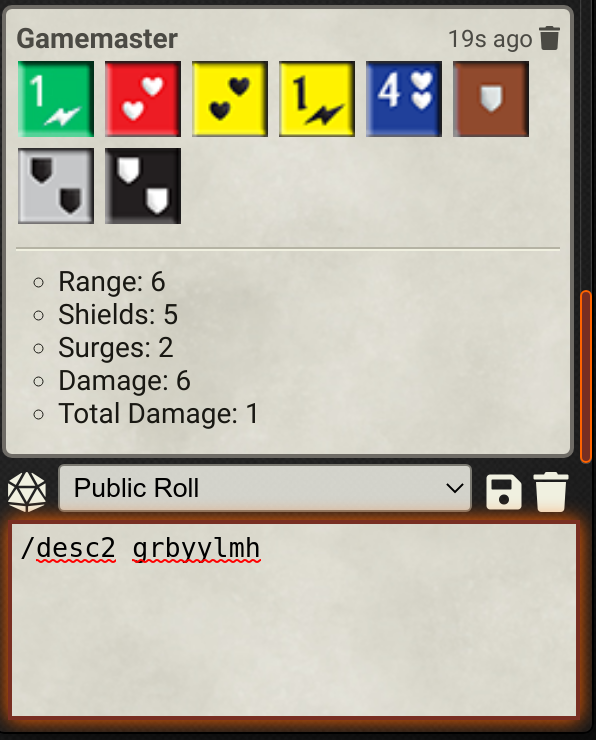 Gamemaster 19s ago
1 1 4
Range: 6
Shields: 5
Surges: 2
Damage: 6
Total Damage: 1
Public Roll
/desc2 grbyylmh